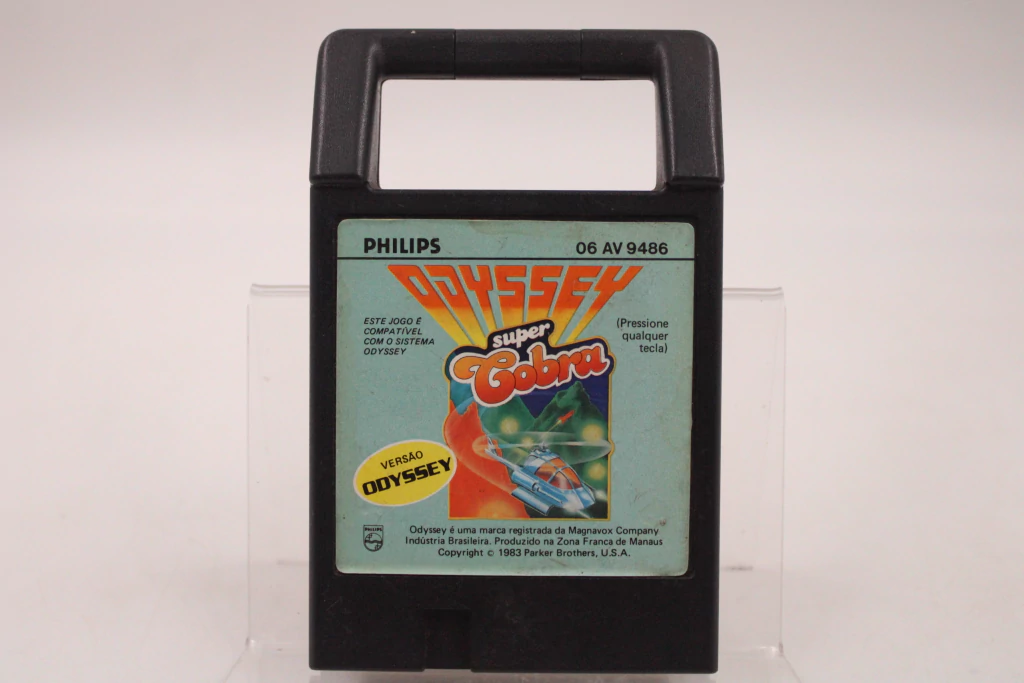 PHILIPS 06 AV 9486
ODYSSEY
ESTE JOGO É
COMPATÍVEL
COM O SISTEMA
ODYSSEY
super
Cobra
(Pressione
qualquer
tecla)
VERSÃO
ODYSSEY
PHILIPS
Odyssey é uma marca registrada da Magnavox Company
Indústria Brasileira. Produzido na Zona Franca de Manaus
Copyright © 1983 Parker Brothers, U.S.A.